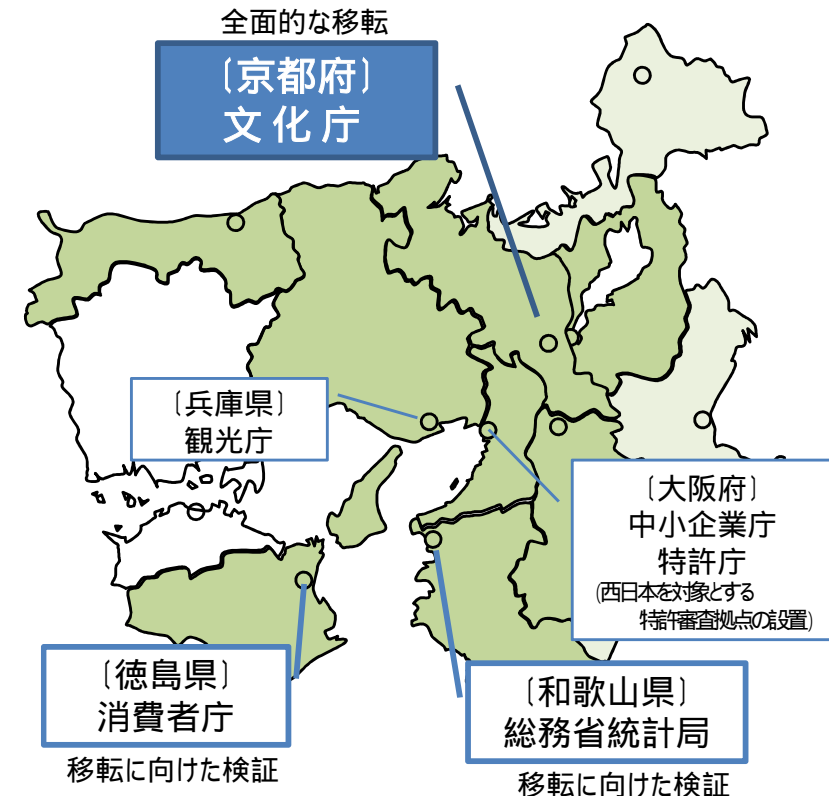 全面的な移転
〔京都府〕
文化庁
〔兵庫県〕
観光庁
〔大阪府〕
中小企業庁
特許庁
(西日本を対象とする
特許審査拠点の設置)
〔徳島県〕
消費者庁
移転に向けた検証
〔和歌山県〕
総務省統計局
移転に向けた検証